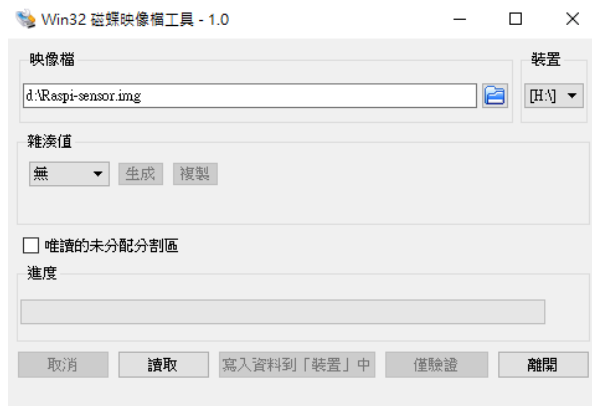 Win32 磁蝶映像檔工具 - 1.0
映像檔
裝置
d:\Raspi-sensor.img
[H:\]
雜湊值
無
生成
複製
唯讀的未分配分割區
進度
取消
讀取
寫入資料到「裝置」中
僅驗證
離開